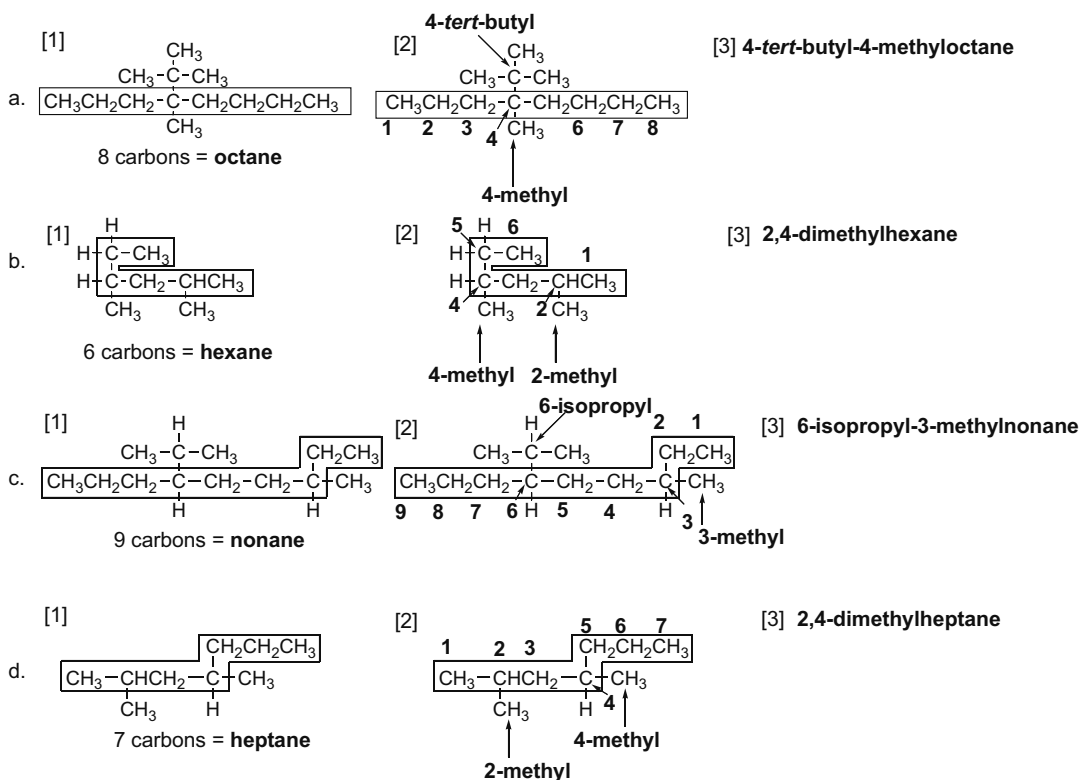 [1] [2] 4-tert-butyl [3] 4-tert-butyl-4-methyloctane
CH₃ CH₃
CH₃-C-CH₃ CH₃-C-CH₃
a. CH₃CH₂CH₂-C-CH₂CH₂CH₂CH₃ CH₃CH₂CH₂-C-CH₂CH₂CH₂CH₃
1 2 3 4 6 7 8
CH₃ CH₃
8 carbons = octane
4-methyl
[1] [2] [3] 2,4-dimethylhexane
H 5 H 6
H-C-CH₃ H-C-CH₃ 1
b. H-C-CH₂-CHCH₃ H-C-CH₂-CHCH₃
4 2
CH₃ CH₃ CH₃ CH₃
6 carbons = hexane
4-methyl 2-methyl
6-isopropyl
[1] [2] [3] 6-isopropyl-3-methylnonane
H H 2 1
CH₃-C-CH₃ CH₂CH₃ CH₃-C-CH₃ CH₂CH₃
c. CH₃CH₂CH₂-C-CH₂-CH₂-C-CH₃ CH₃CH₂CH₂-C-CH₂-CH₂-C-CH₃
H H 9 8 7 6 H 5 4 H 3
9 carbons = nonane 3-methyl
[1] [2] [3] 2,4-dimethylheptane
1 2 3 5 6 7
CH₂CH₂CH₃ CH₂CH₂CH₃
d. CH₃-CHCH₂-C-CH₃ CH₃-CHCH₂-C-CH₃
4
CH₃ H CH₃ H
7 carbons = heptane 4-methyl
2-methyl